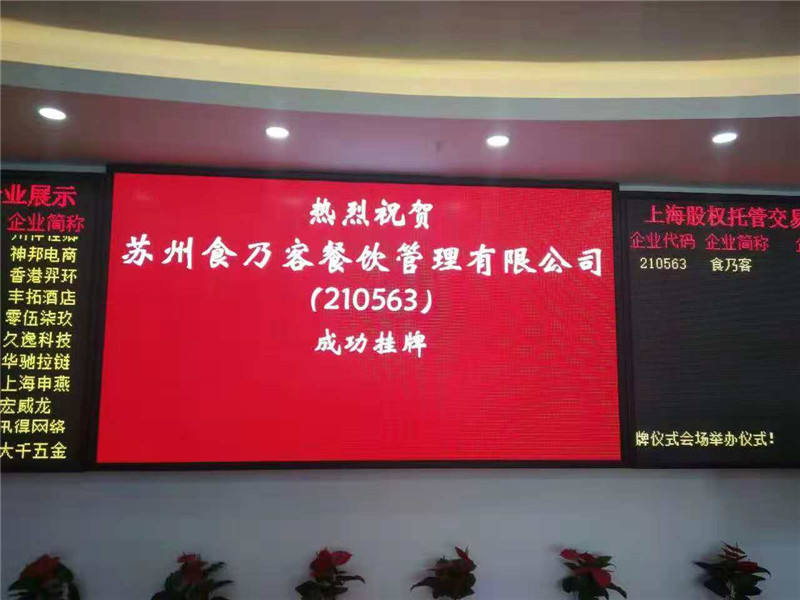 企业展示
企业简称
神邦电商
香港羿环
丰拓酒店
零伍柒玖
久逸科技
华驰拉链
上海申燕
宏威龙
讯得网络
大千五金
热烈祝贺
苏州食乃客餐饮管理有限公司
(210563)
成功挂牌
上海股权托管交易
企业代码 企业简称
210563 食乃客
牌仪式会场举办仪式!